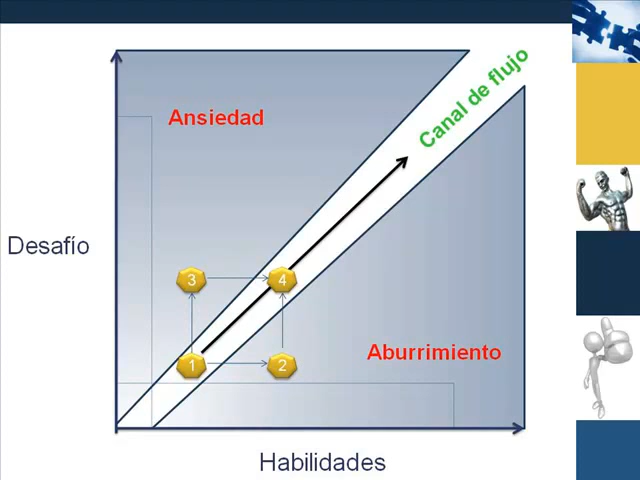 Canal de flujo
Ansiedad
Desafío
3
4
1
2
Aburrimiento
Habilidades